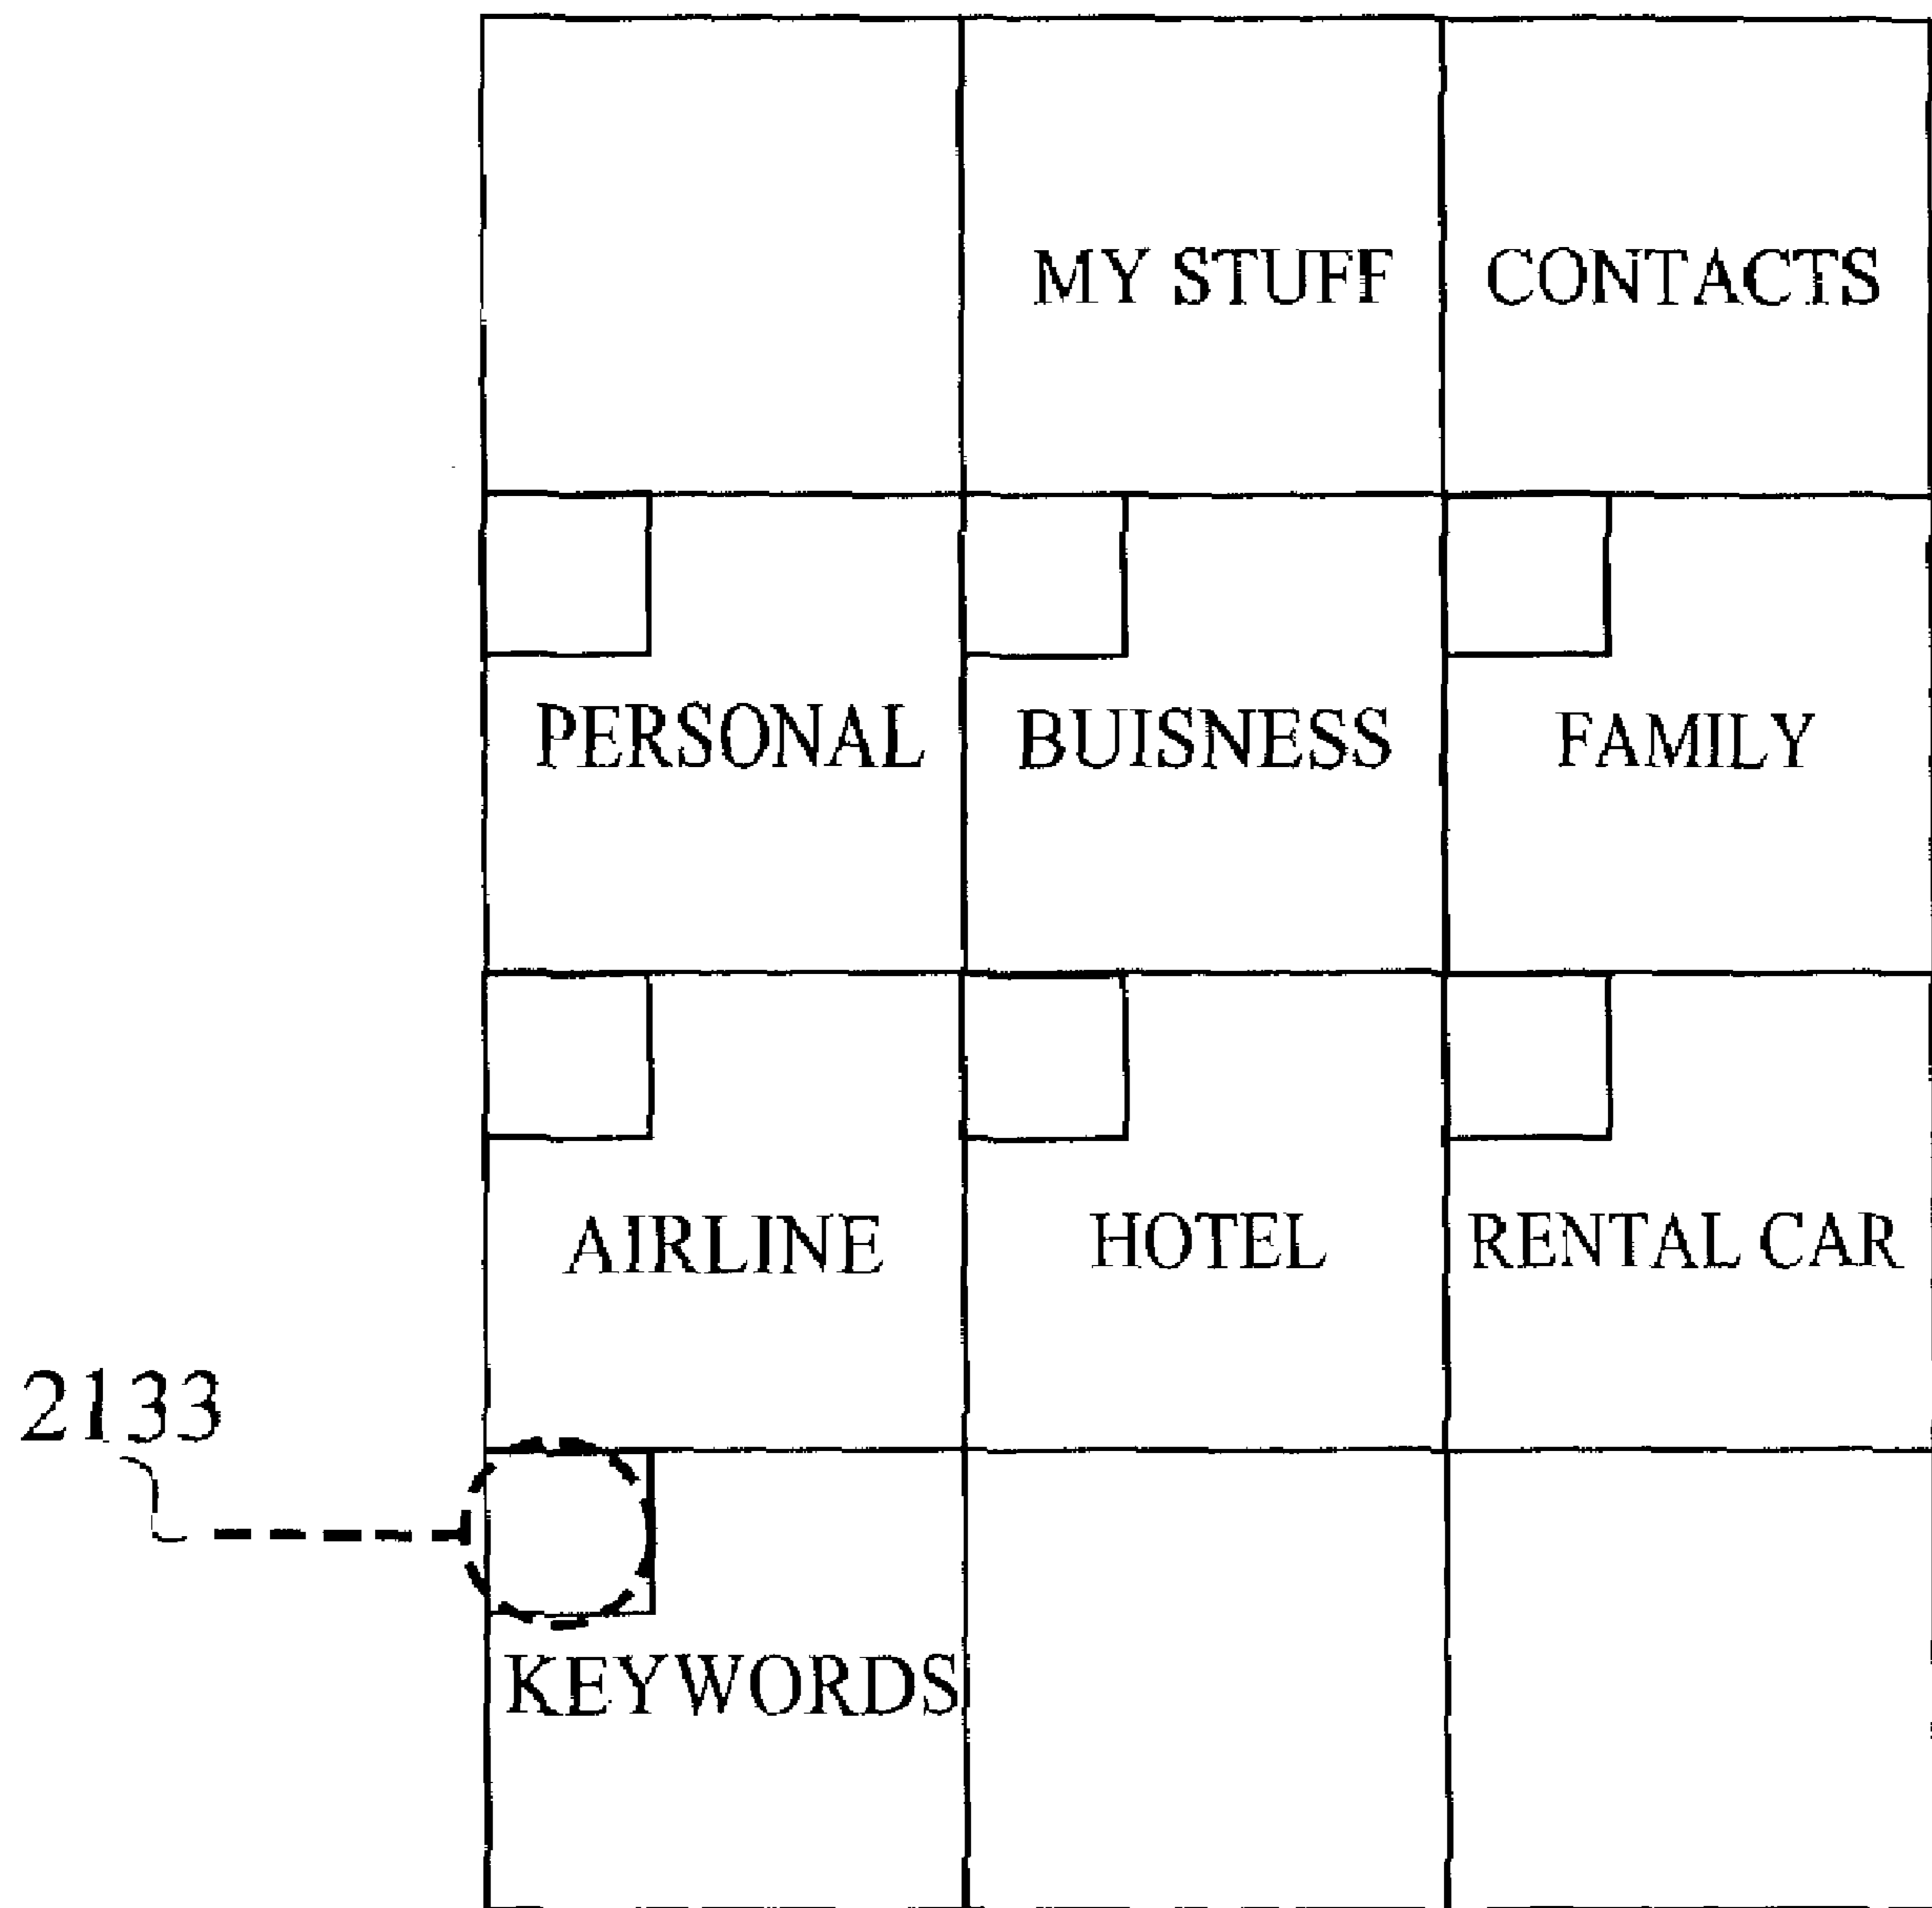 MY STUFF CONTACTS
PERSONAL BUISNESS FAMILY
AIRLINE HOTEL RENTAL CAR
2133
KEYWORDS